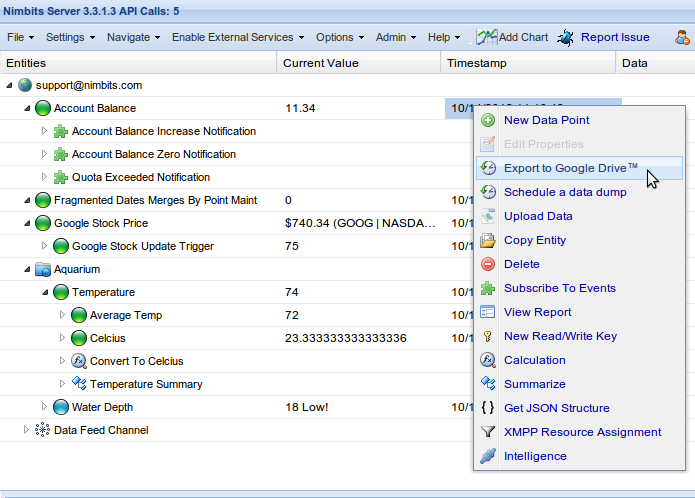 Nimbits Server 3.3.1.3 API Calls: 5
File Settings Navigate Enable External Services Options Admin Help Add Chart Report Issue
Entities Current Value Timestamp Data
support@nimbits.com
Account Balance 11.34
Account Balance Increase Notification
Account Balance Zero Notification
Quota Exceeded Notification
Fragmented Dates Merges By Point Maint 0 10/1
Google Stock Price $740.34 (GOOG | NASDA... 10/1
Google Stock Update Trigger 75 10/1
Aquarium
Temperature 74 10/1
Average Temp 72 10/1
Celcius 23.333333333333336 10/1
Convert To Celcius
Temperature Summary
Water Depth 18 Low! 10/1
Data Feed Channel
New Data Point
Edit Properties
Export to Google Drive™
Schedule a data dump
Upload Data
Copy Entity
Delete
Subscribe To Events
View Report
New Read/Write Key
Calculation
Summarize
Get JSON Structure
XMPP Resource Assignment
Intelligence